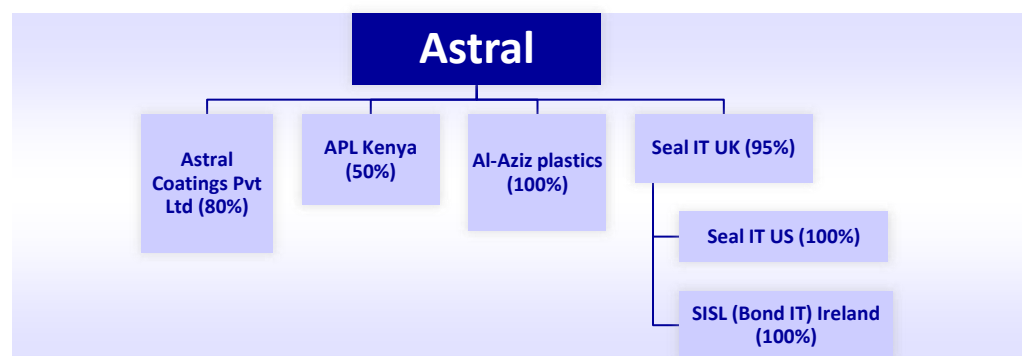 Astral
Astral
Coatings Pvt
Ltd (80%)
APL Kenya
(50%)
Al-Aziz plastics
(100%)
Seal IT UK (95%)
Seal IT US (100%)
SISL (Bond IT) Ireland
(100%)